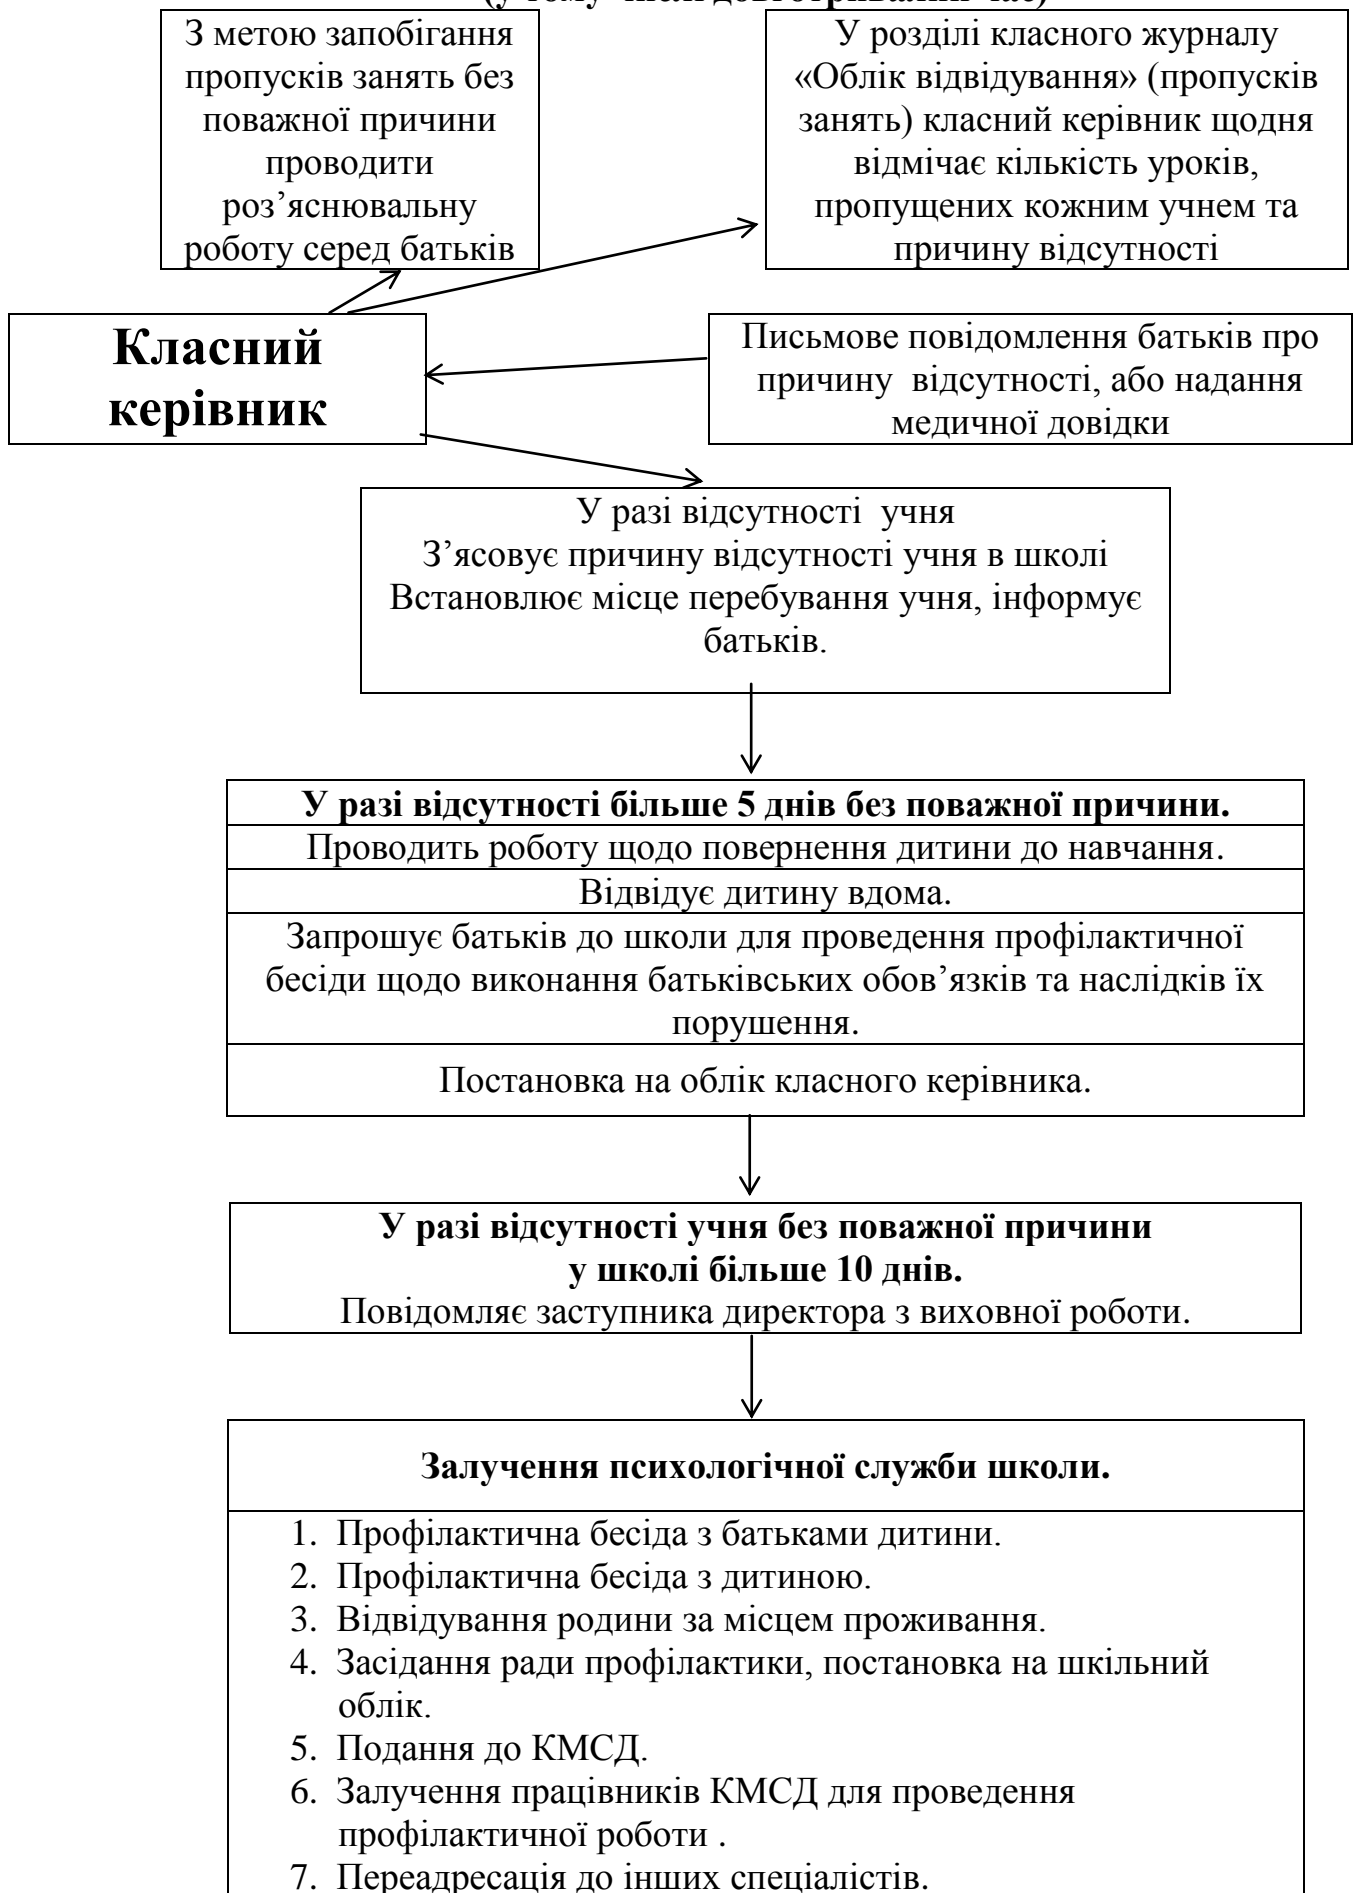 З метою запобігання
пропусків занять без
поважної причини
проводити
роз’яснювальну
роботу серед батьків
У розділі класного журналу
«Облік відвідування» (пропусків
занять) класний керівник щодня
відмічає кількість уроків,
пропущених кожним учнем та
причину відсутності
Класний
керівник
Письмове повідомлення батьків про
причину відсутності, або надання
медичної довідки
У разі відсутності учня
З’ясовує причину відсутності учня в школі
Встановлює місце перебування учня, інформує
батьків.
У разі відсутності більше 5 днів без поважної причини.
Проводить роботу щодо повернення дитини до навчання.
Відвідує дитину вдома.
Запрошує батьків до школи для проведення профілактичної
бесіди щодо виконання батьківських обов’язків та наслідків їх
порушення.
Постановка на облік класного керівника.
У разі відсутності учня без поважної причини
у школі більше 10 днів.
Повідомляє заступника директора з виховної роботи.
Залучення психологічної служби школи.
1. Профілактична бесіда з батьками дитини.
2. Профілактична бесіда з дитиною.
3. Відвідування родини за місцем проживання.
4. Засідання ради профілактики, постановка на шкільний
облік.
5. Подання до КМСД.
6. Залучення працівників КМСД для проведення
профілактичної роботи .
7. Переадресація до інших спеціалістів.